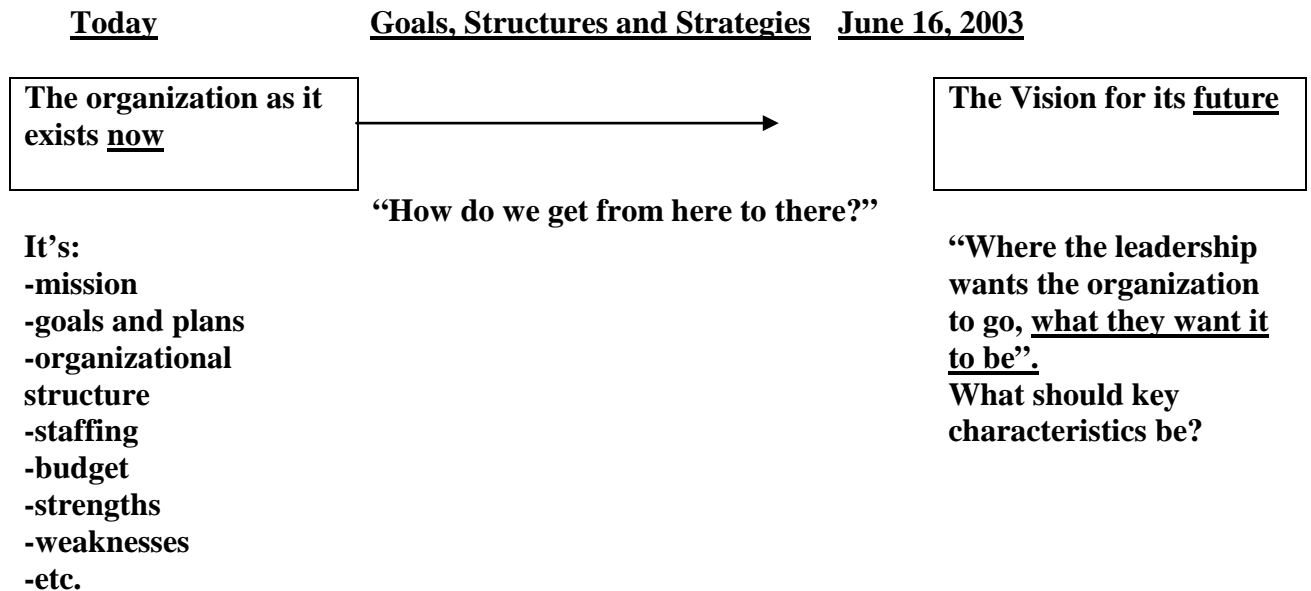 Today Goals, Structures and Strategies June 16, 2003
The organization as it
exists now
The Vision for its future
“How do we get from here to there?”
It’s:
-mission
-goals and plans
-organizational
structure
-staffing
-budget
-strengths
-weaknesses
-etc.
“Where the leadership
wants the organization
to go, what they want it
to be”.
What should key
characteristics be?